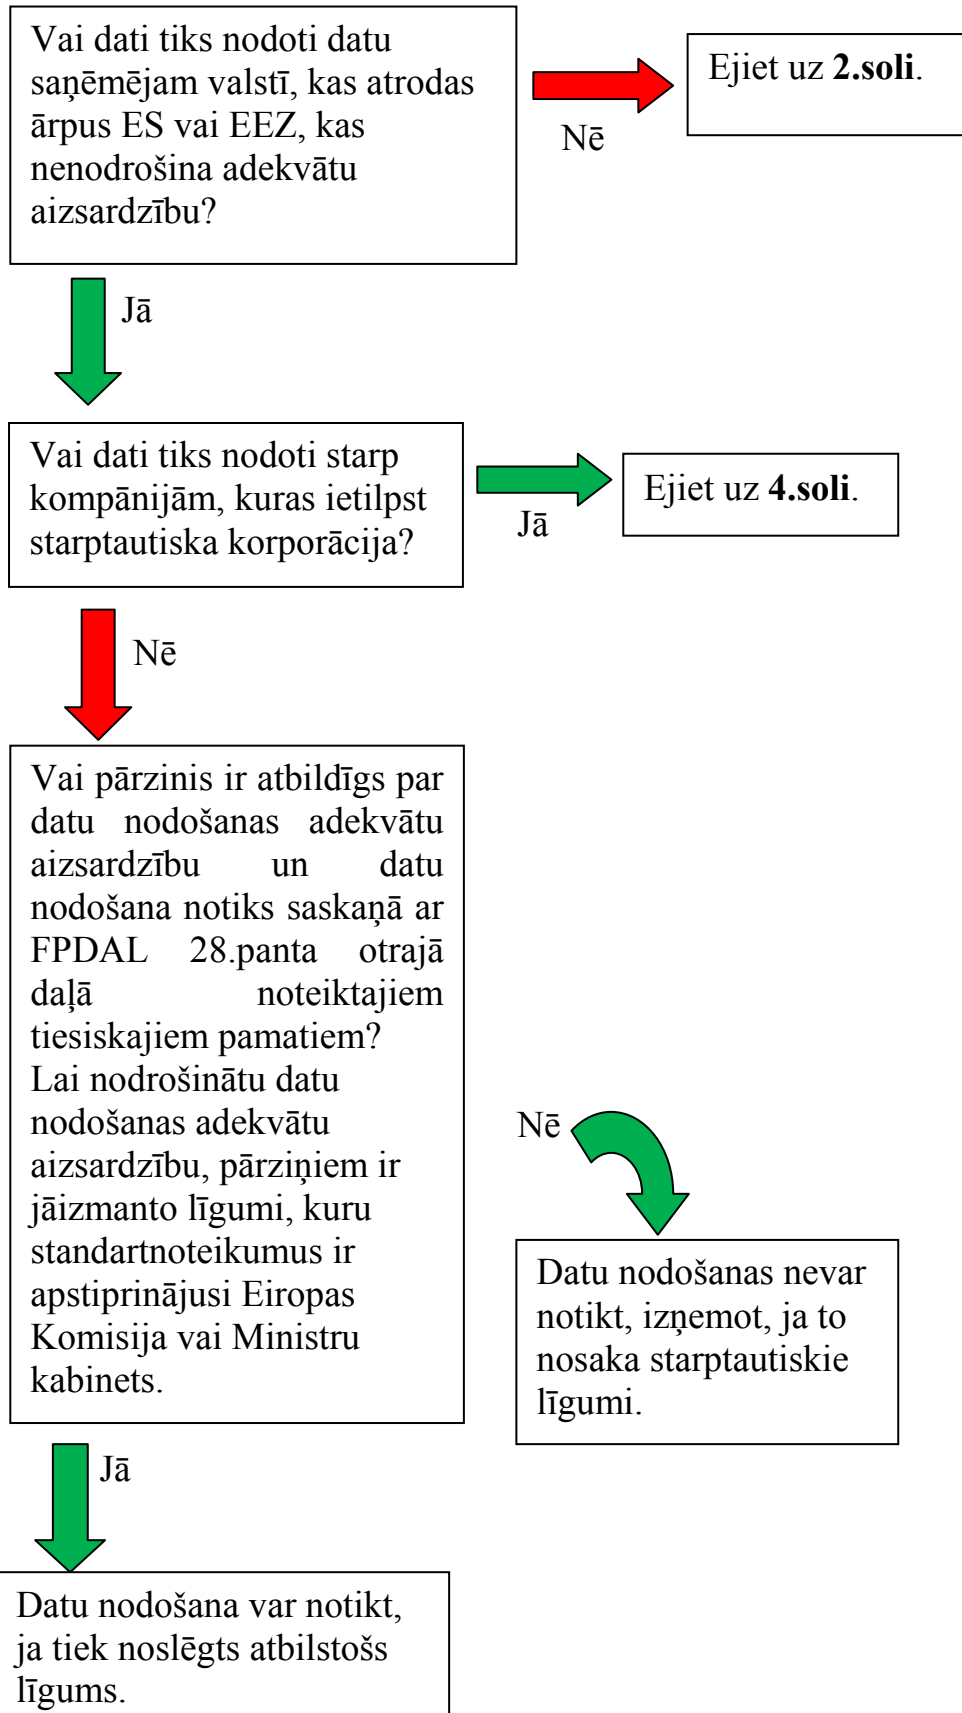 Vai dati tiks nodoti datu
saņēmējam valstī, kas atrodas
ārpus ES vai EEZ, kas
nenodrošina adekvātu
aizsardzību?
Nē
Ejiet uz 2.soli.
Jā
Vai dati tiks nodoti starp
kompānijām, kuras ietilpst
starptautiska korporācija?
Jā
Ejiet uz 4.soli.
Nē
Vai pārzinis ir atbildīgs par
datu nodošanas adekvātu
aizsardzību un datu
nodošana notiks saskaņā ar
FPDAL 28.panta otrajā
daļā noteiktajiem
tiesiskajiem pamatiem?
Lai nodrošinātu datu
nodošanas adekvātu
aizsardzību, pārziņiem ir
jāizmanto līgumi, kuru
standartnoteikumus ir
apstiprinājusi Eiropas
Komisija vai Ministru
kabinets.
Nē
Datu nodošanas nevar
notikt, izņemot, ja to
nosaka starptautiskie
līgumi.
Jā
Datu nodošana var notikt,
ja tiek noslēgts atbilstošs
līgums.